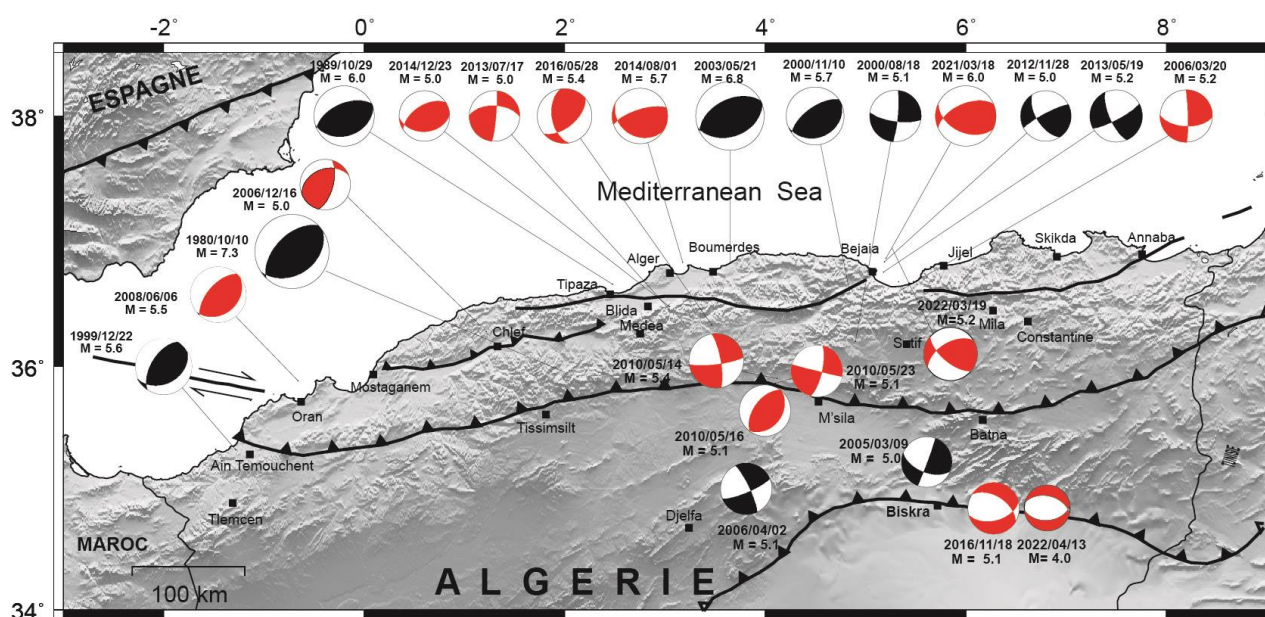 -2° 0° 2° 4° 6° 8°
38°
36°
34°
ESPAGNE
1989/10/29
M = 6.0
2014/12/23
M = 5.0
2013/07/17
M = 5.0
2016/05/28
M = 5.4
2014/08/01
M = 5.7
2003/05/21
M = 6.8
2000/11/10
M = 5.7
2000/08/18
M = 5.1
2021/03/18
M = 6.0
2012/11/28
M = 5.0
2013/05/19
M = 5.2
2006/03/20
M = 5.2
Mediterranean Sea
2006/12/16
M = 5.0
1980/10/10
M = 7.3
2008/06/06
M = 5.5
1999/12/22
M = 5.6
Alger
Boumerdes
Bejaia
Jijel
Skikda
Annaba
Tipaza
Blida
Medea
Chlef
Mostaganem
Oran
Ain Temouchent
Tlemcen
Tissimsilt
2022/03/19
M=5.2
Mila
Constantine
Setif
2010/05/14
M = 5.4
2010/05/23
M = 5.1
M'sila
Batna
2010/05/16
M = 5.1
2005/03/09
M = 5.0
Djelfa
2006/04/02
M = 5.1
Biskra
2016/11/18
M = 5.1
2022/04/13
M= 4.0
MAROC
ALGERIE
100 km